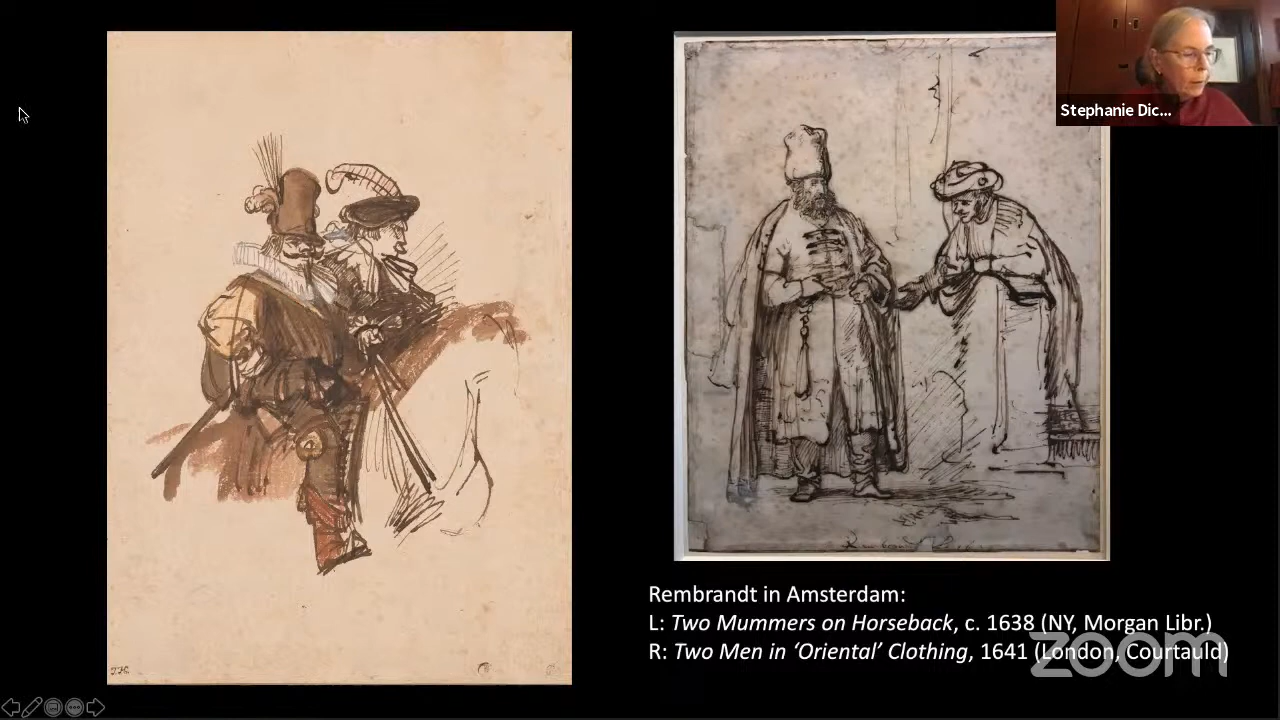 Stephanie Dic...
Rembrandt in Amsterdam:
L: Two Mummers on Horseback, c. 1638 (NY, Morgan Libr.)
R: Two Men in ‘Oriental’ Clothing, 1641 (London, Courtauld)
zoom